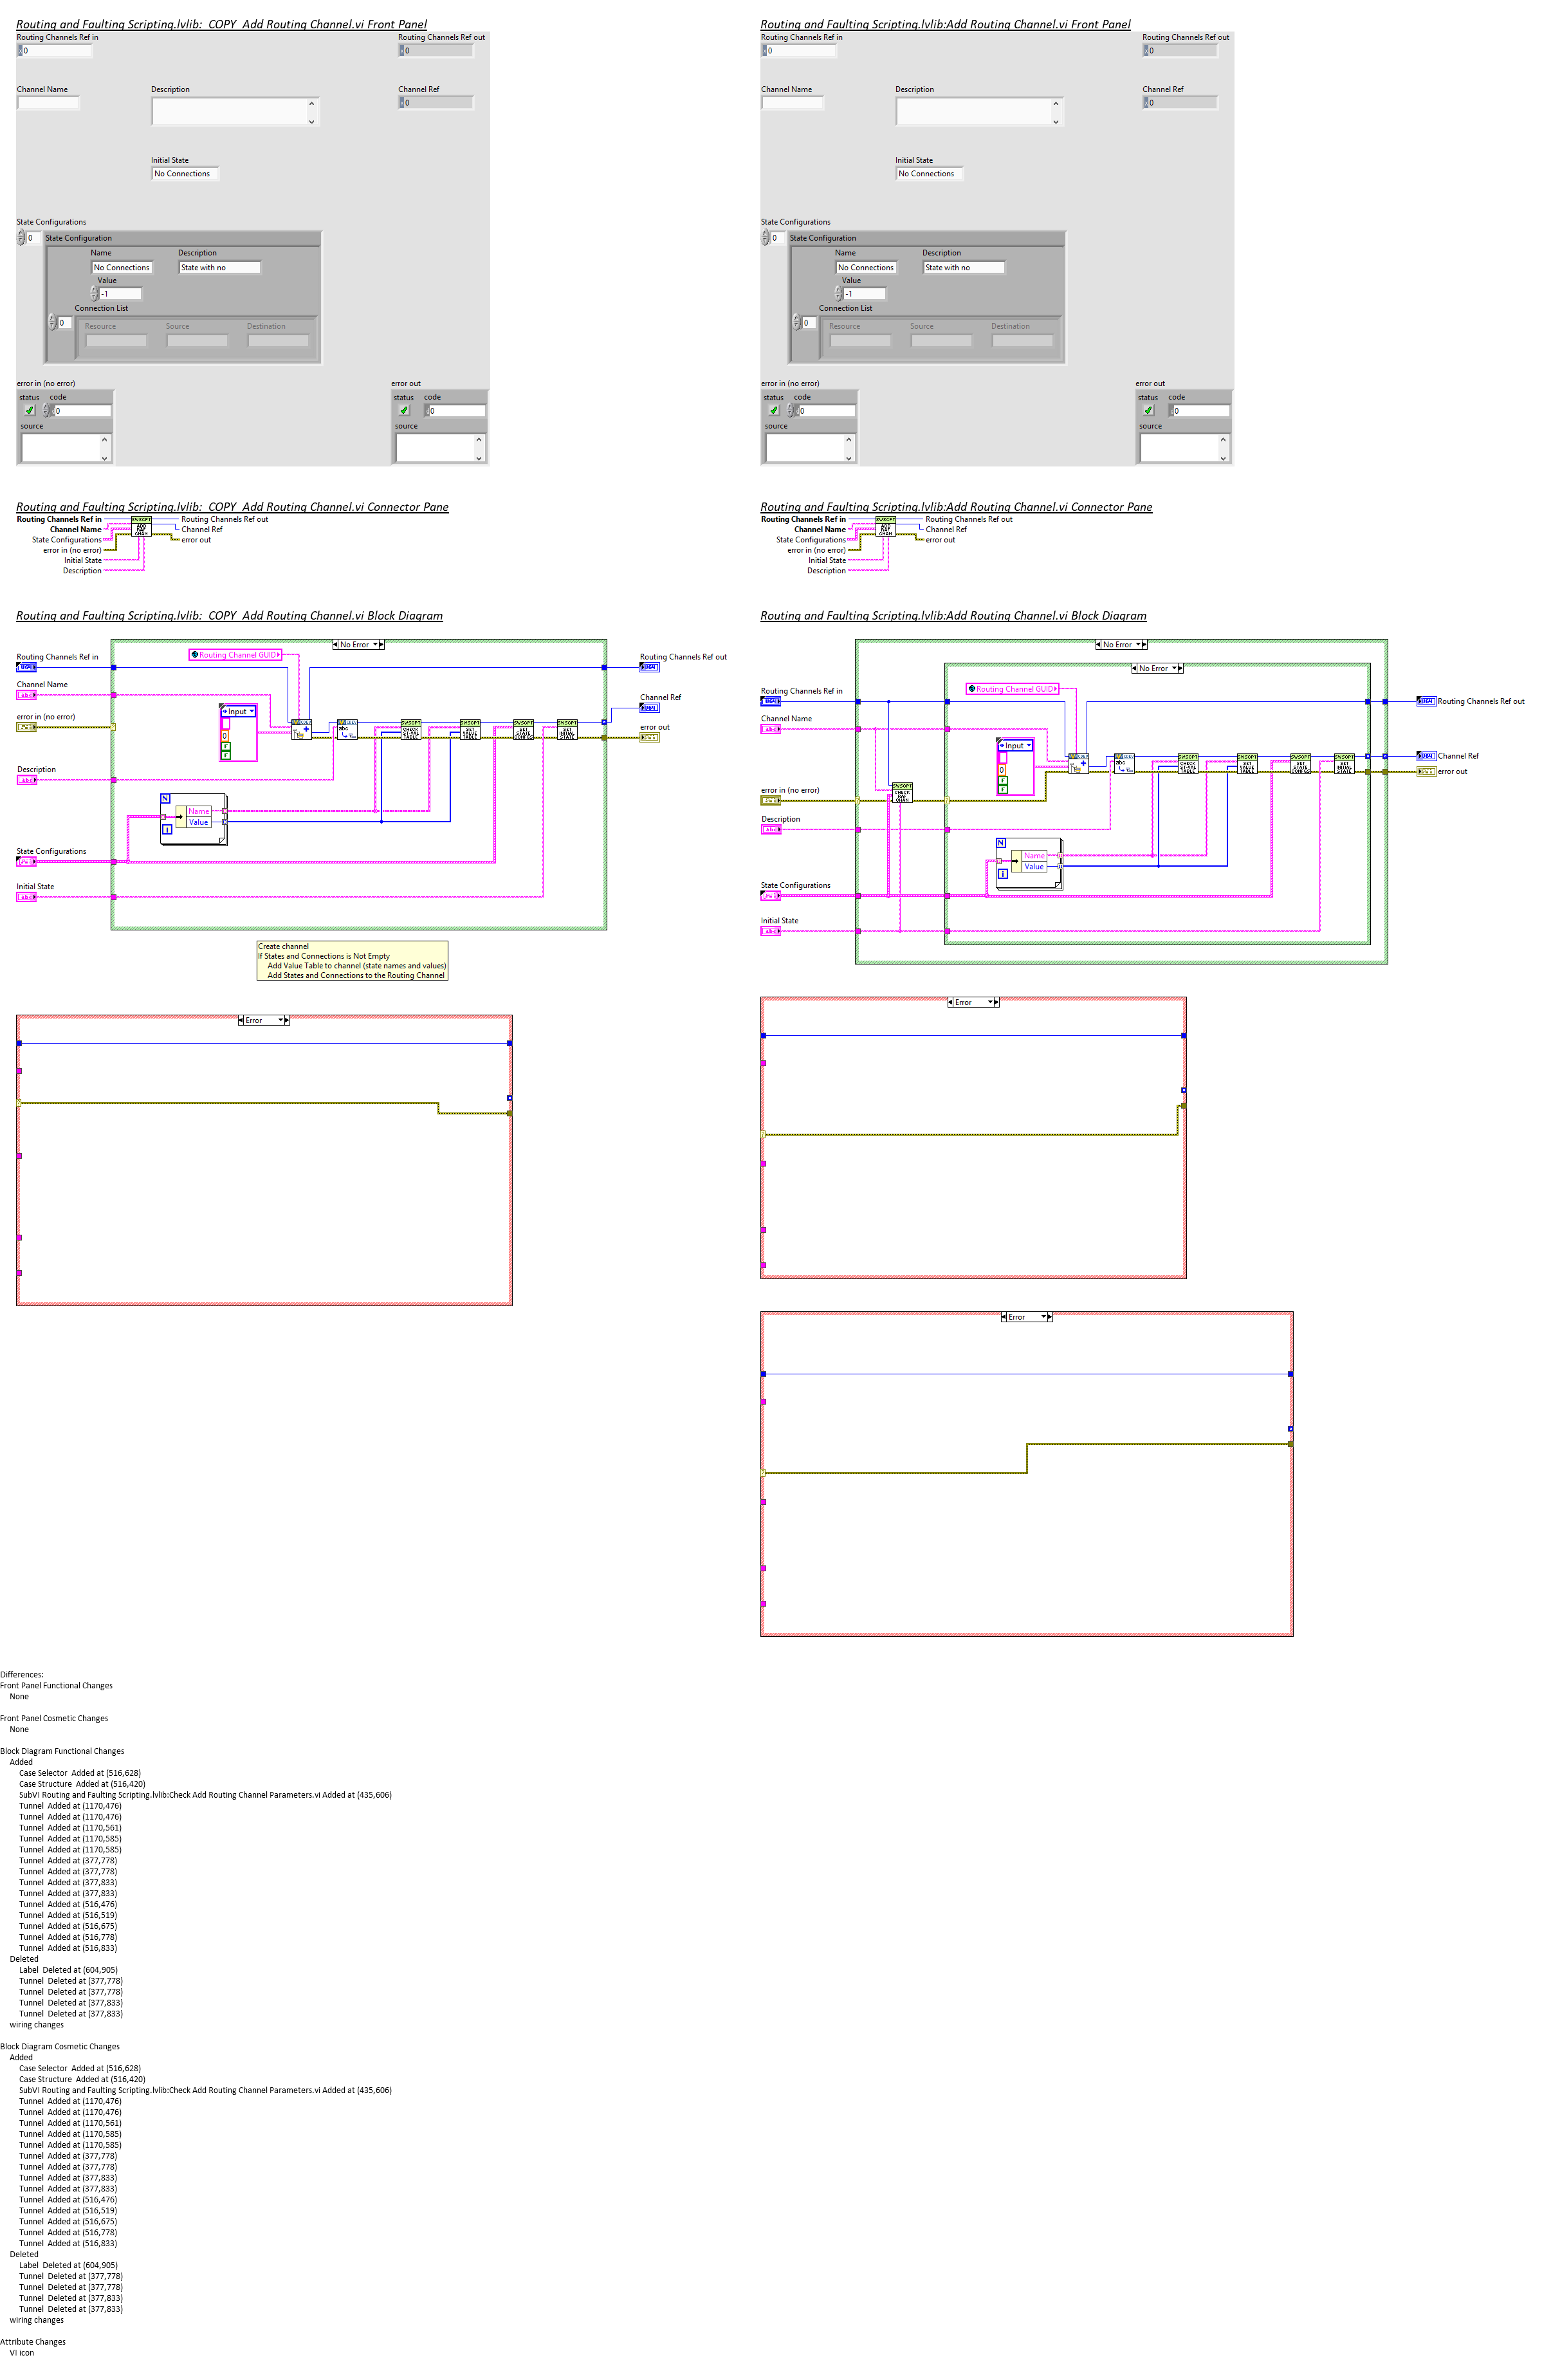 Routing and Faulting Scripting.lvlib:_COPY_Add Routing Channel.vi Front Panel
Routing Channels Ref in
0
Routing Channels Ref out
0
Channel Name
Description
Channel Ref
0
Initial State
No Connections
State Configurations
0
State Configuration
Name
Description
No Connections
State with no
Value
-1
Connection List
0
Resource
Source
Destination
error in (no error)
status
code
0
source
error out
status
code
0
source
Routing and Faulting Scripting.lvlib:Add Routing Channel.vi Front Panel
Routing Channels Ref in
0
Routing Channels Ref out
0
Channel Name
Description
Channel Ref
0
Initial State
No Connections
State Configurations
0
State Configuration
Name
Description
No Connections
State with no
Value
-1
Connection List
0
Resource
Source
Destination
error in (no error)
status
code
0
source
error out
status
code
0
source
Routing and Faulting Scripting.lvlib:_COPY_Add Routing Channel.vi Connector Pane
Routing Channels Ref in
Channel Name
State Configurations
error in (no error)
Initial State
Description
Routing Channels Ref out
Channel Ref
error out
Routing and Faulting Scripting.lvlib:Add Routing Channel.vi Connector Pane
Routing Channels Ref in
Channel Name
State Configurations
error in (no error)
Initial State
Description
Routing Channels Ref out
Channel Ref
error out
Routing and Faulting Scripting.lvlib:_COPY_Add Routing Channel.vi Block Diagram
No Error
Routing Channels Ref in
Routing Channel GUID
Routing Channels Ref out
Channel Name
Channel Ref
error in (no error)
Input
error out
Description
Name
Value
State Configurations
Initial State
Create channel
If States and Connections is Not Empty
Add Value Table to channel (state names and values)
Add States and Connections to the Routing Channel
Error
Routing and Faulting Scripting.lvlib:Add Routing Channel.vi Block Diagram
No Error
No Error
Routing Channels Ref in
Routing Channel GUID
Routing Channels Ref out
Channel Name
Input
Channel Ref
error out
error in (no error)
Description
Name
Value
State Configurations
Initial State
Error
Error
Differences:
Front Panel Functional Changes
None
Front Panel Cosmetic Changes
None
Block Diagram Functional Changes
Added
Case Selector  Added at (516,628)
Case Structure  Added at (516,420)
SubVI Routing and Faulting Scripting.lvlib:Check Add Routing Channel Parameters.vi Added at (435,606)
Tunnel  Added at (1170,476)
Tunnel  Added at (1170,476)
Tunnel  Added at (1170,561)
Tunnel  Added at (1170,585)
Tunnel  Added at (1170,585)
Tunnel  Added at (377,778)
Tunnel  Added at (377,778)
Tunnel  Added at (377,833)
Tunnel  Added at (377,833)
Tunnel  Added at (516,476)
Tunnel  Added at (516,519)
Tunnel  Added at (516,675)
Tunnel  Added at (516,778)
Tunnel  Added at (516,833)
Deleted
Label  Deleted at (604,905)
Tunnel  Deleted at (377,778)
Tunnel  Deleted at (377,778)
Tunnel  Deleted at (377,833)
Tunnel  Deleted at (377,833)
wiring changes
Block Diagram Cosmetic Changes
Added
Case Selector  Added at (516,628)
Case Structure  Added at (516,420)
SubVI Routing and Faulting Scripting.lvlib:Check Add Routing Channel Parameters.vi Added at (435,606)
Tunnel  Added at (1170,476)
Tunnel  Added at (1170,476)
Tunnel  Added at (1170,561)
Tunnel  Added at (1170,585)
Tunnel  Added at (1170,585)
Tunnel  Added at (377,778)
Tunnel  Added at (377,778)
Tunnel  Added at (377,833)
Tunnel  Added at (377,833)
Tunnel  Added at (516,476)
Tunnel  Added at (516,519)
Tunnel  Added at (516,675)
Tunnel  Added at (516,778)
Tunnel  Added at (516,833)
Deleted
Label  Deleted at (604,905)
Tunnel  Deleted at (377,778)
Tunnel  Deleted at (377,778)
Tunnel  Deleted at (377,833)
Tunnel  Deleted at (377,833)
wiring changes
Attribute Changes
VI icon